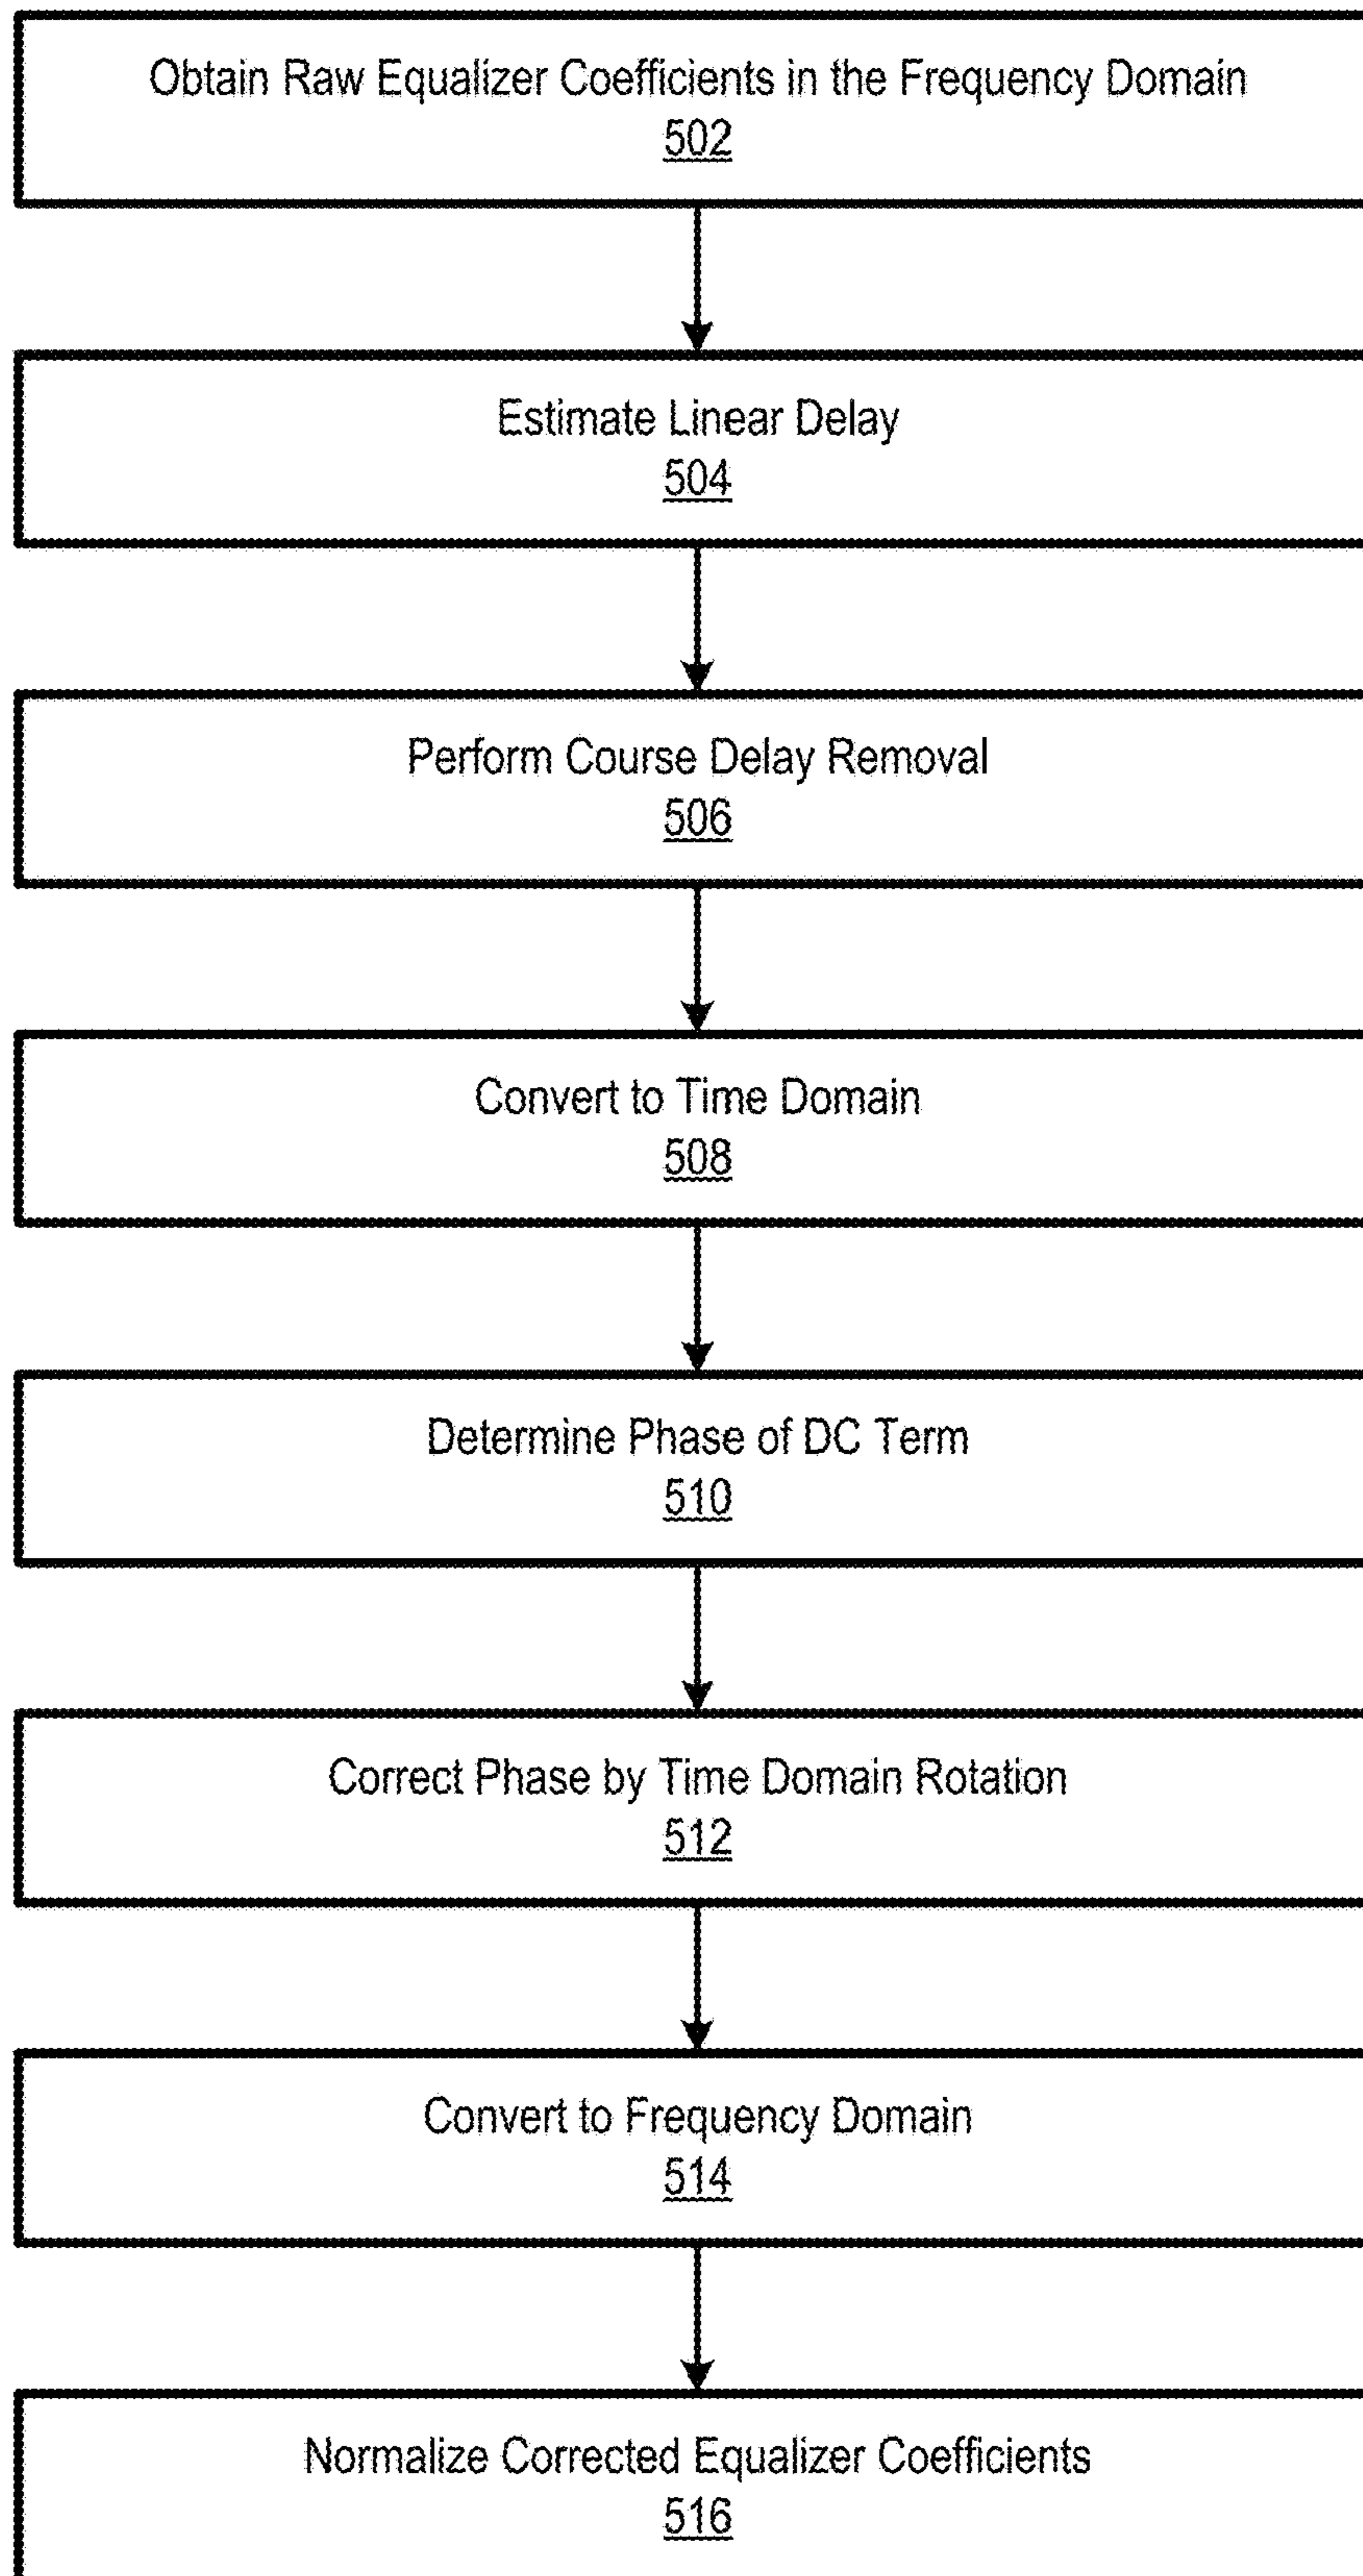 Obtain Raw Equalizer Coefficients in the Frequency Domain
502
Estimate Linear Delay
504
Perform Course Delay Removal
506
Convert to Time Domain
508
Determine Phase of DC Term
510
Correct Phase by Time Domain Rotation
512
Convert to Frequency Domain
514
Normalize Corrected Equalizer Coefficients
516